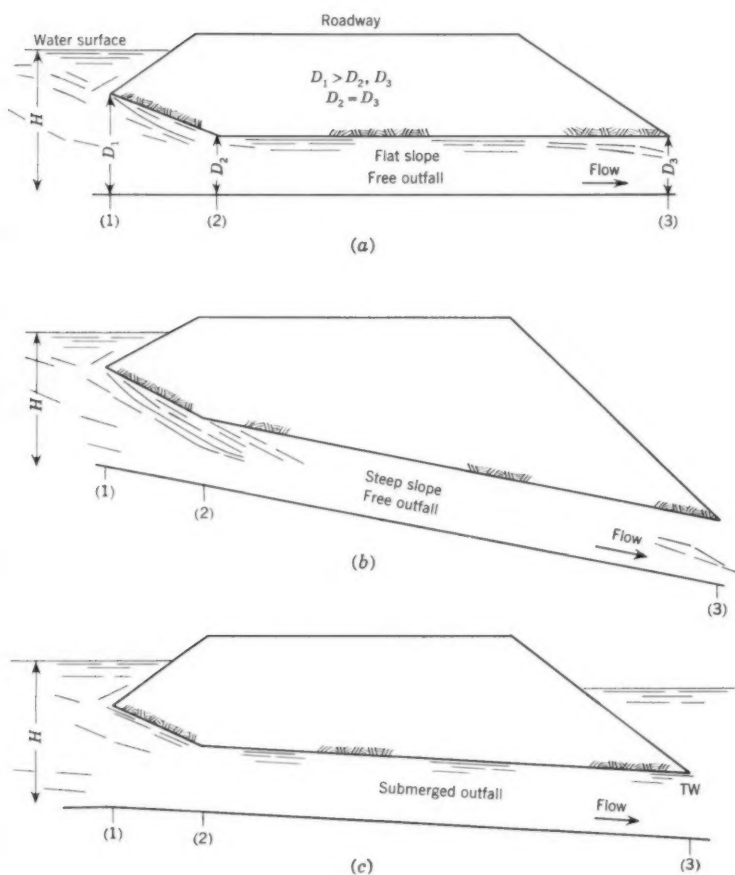 Roadway
Water surface
D₁ > D₂, D₃
D₂ = D₃
H
D₁
D₂
D₃
Flat slope
Free outfall
Flow
(1)
(2)
(3)
(a)
H
Steep slope
Free outfall
Flow
(1)
(2)
(3)
(b)
H
Submerged outfall
TW
Flow
(1)
(2)
(3)
(c)